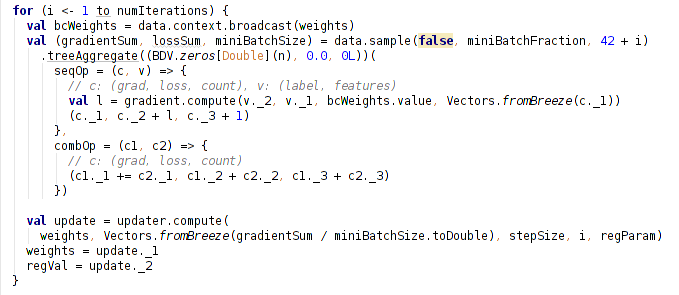 for (i <- 1 to numIterations) {
  val bcWeights = data.context.broadcast(weights)
  val (gradientSum, lossSum, miniBatchSize) = data.sample(false, miniBatchFraction, 42 + i)
    .treeAggregate((BDV.zeros[Double](n), 0.0, 0L))(
      seqOp = (c, v) => {
        // c: (grad, loss, count), v: (label, features)
        val l = gradient.compute(v._2, v._1, bcWeights.value, Vectors.fromBreeze(c._1))
        (c._1, c._2 + l, c._3 + 1)
      },
      combOp = (c1, c2) => {
        // c: (grad, loss, count)
        (c1._1 += c2._1, c1._2 + c2._2, c1._3 + c2._3)
      })
  val update = updater.compute(
    weights, Vectors.fromBreeze(gradientSum / miniBatchSize.toDouble), stepSize, i, regParam)
  weights = update._1
  regVal = update._2
}